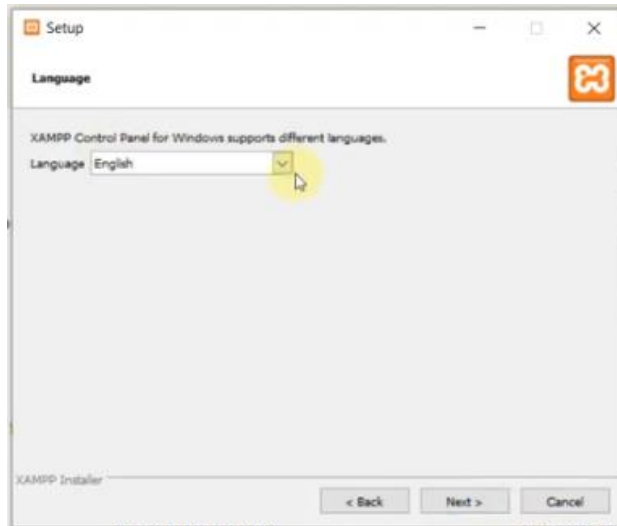 Setup
Language
XAMPP Control Panel for Windows supports different languages.
Language English
XAMPP Installer
< Back Next > Cancel